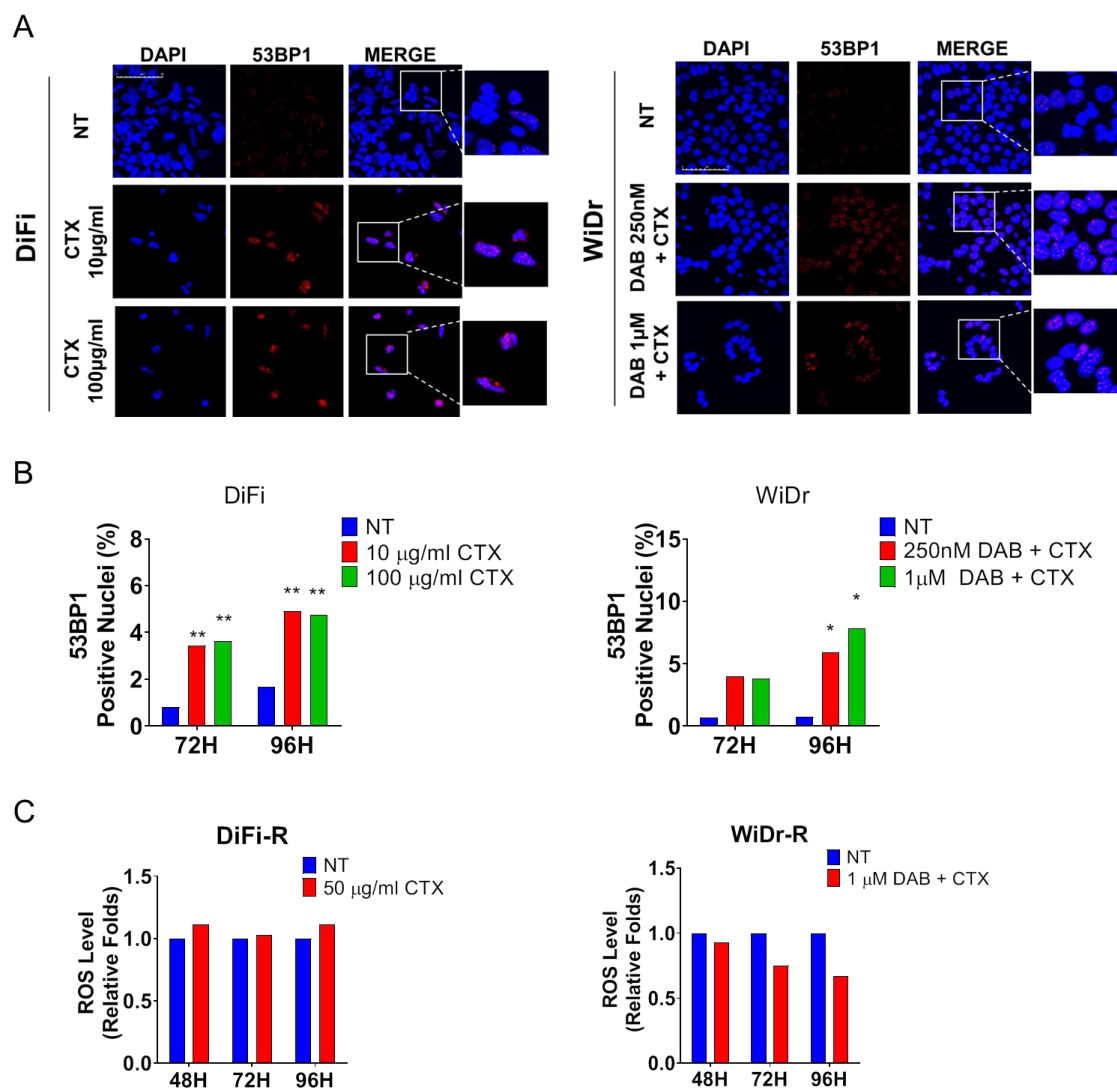 A
DAPI 53BP1 MERGE
DAPI 53BP1 MERGE
DiFi
NT
CTX
10µg/ml
CTX
100µg/ml
WiDr
NT
DAB 250nM
+ CTX
DAB 1µM
+ CTX
B
DiFi
NT
10 µg/ml CTX
100 µg/ml CTX
53BP1
Positive Nuclei (%)
8
6
4
2
0
** ** ** **
72H 96H
WiDr
NT
250nM DAB + CTX
1µM DAB + CTX
53BP1
Positive Nuclei (%)
15
10
5
0
* *
72H 96H
C
DiFi-R
NT
50 µg/ml CTX
ROS Level
(Relative Folds)
1.5
1.0
0.5
0.0
48H 72H 96H
WiDr-R
NT
1 µM DAB + CTX
ROS Level
(Relative Folds)
1.5
1.0
0.5
0.0
48H 72H 96H